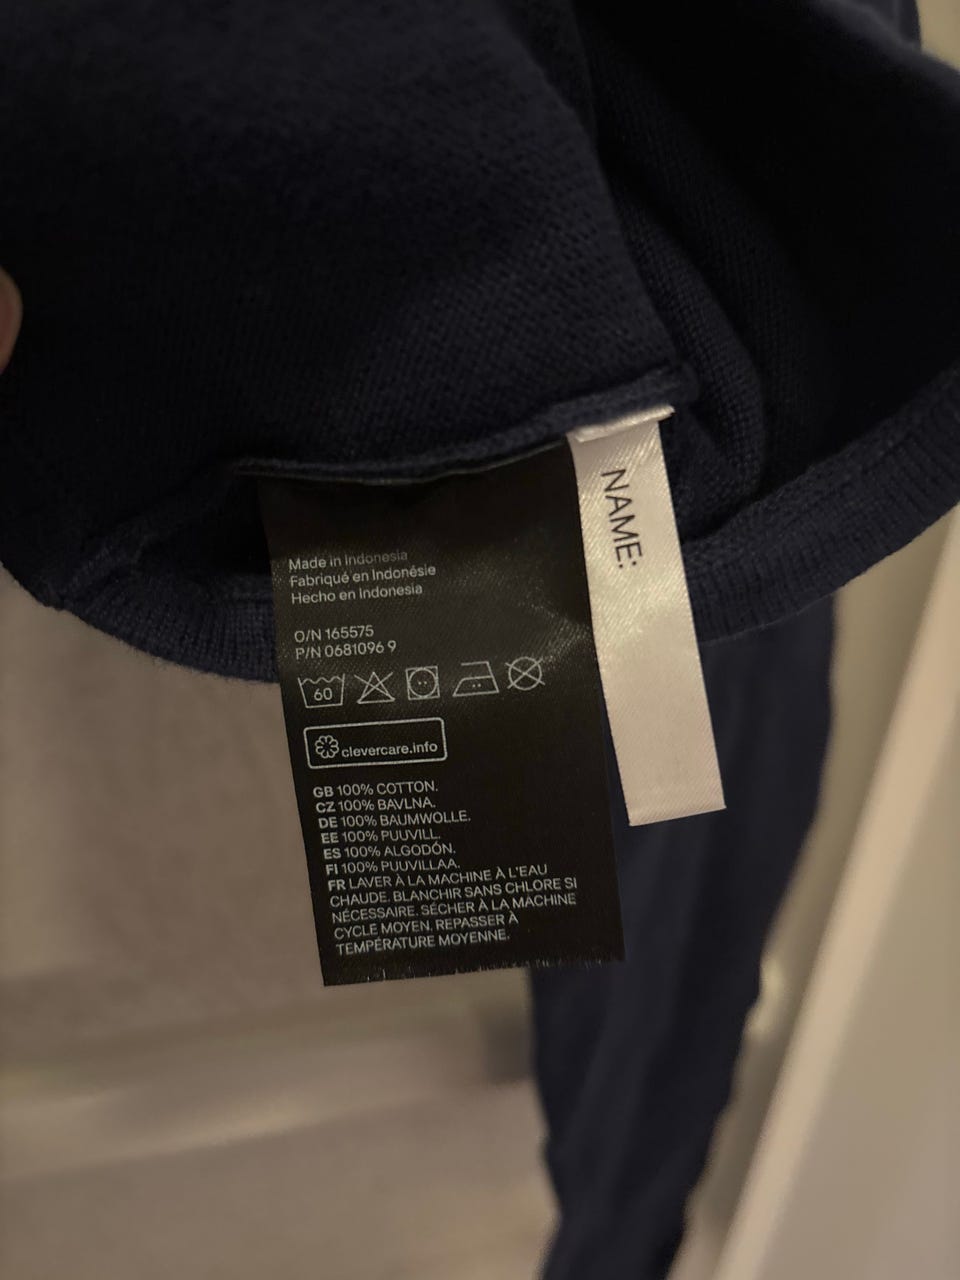 Made in Indonesia
Fabriqué en Indonésie
Hecho en Indonesia
O/N 165575
P/N 0681096 9
60
clevercare.info
GB 100% COTTON.
CZ 100% BAVLNA.
DE 100% BAUMWOLLE.
EE 100% PUUVILL.
ES 100% ALGODÓN.
FI 100% PUUVILLAA.
FR LAVER À LA MACHINE À L'EAU
CHAUDE. BLANCHIR SANS CHLORE SI
NÉCESSAIRE. SÉCHER À LA MACHINE
CYCLE MOYEN. REPASSER À
TEMPÉRATURE MOYENNE.
NAME: